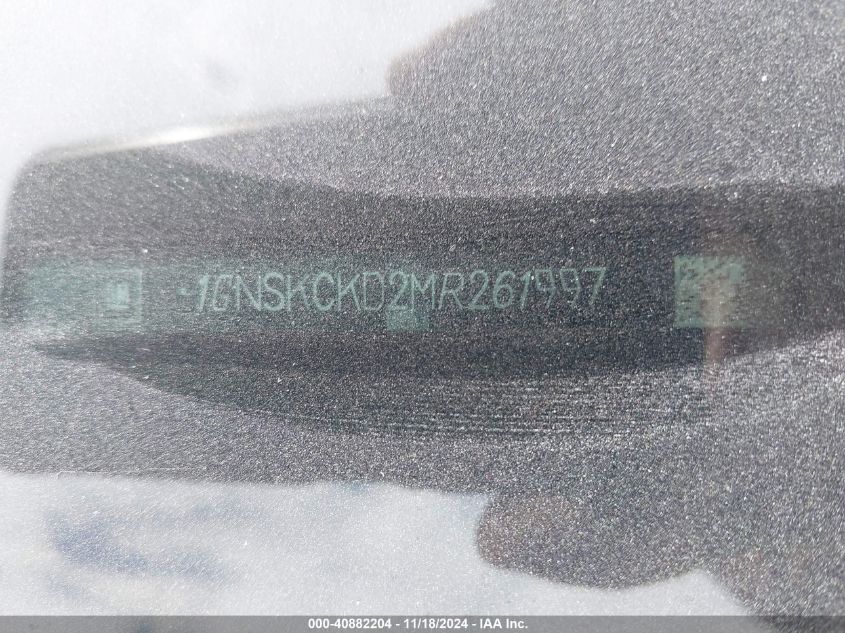 1GNSKCKD2MR261997
000-40882204 - 11/18/2024 - IAA Inc.